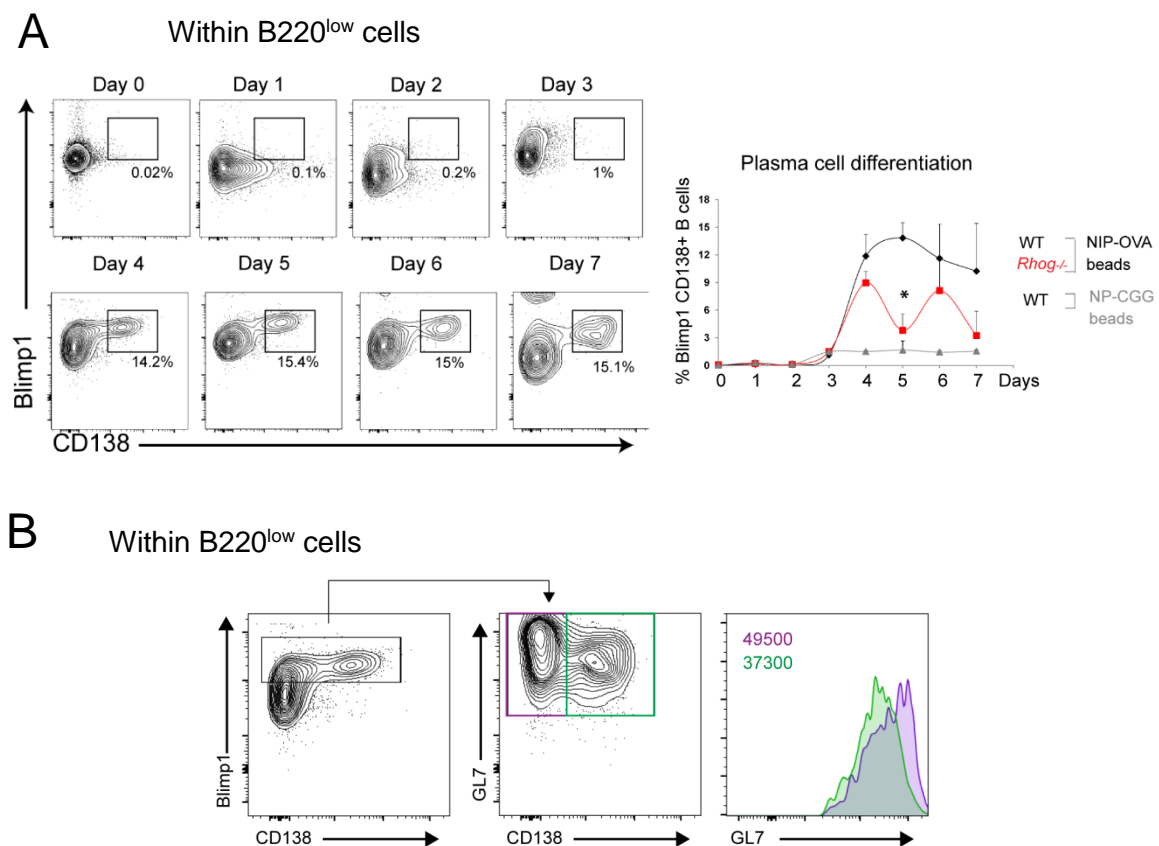 A
Within B220low cells
Day 0
Day 1
Day 2
Day 3
0.02%
0.1%
0.2%
1%
Day 4
Day 5
Day 6
Day 7
14.2%
15.4%
15%
15.1%
Blimp1
CD138
Plasma cell differentiation
% Blimp1 CD138+ B cells
18
15
12
9
6
3
0
*
0 1 2 3 4 5 6 7 Days
WT
Rhog-/-
NIP-OVA
beads
WT
NP-CGG
beads
B
Within B220low cells
Blimp1
CD138
GL7
CD138
49500
37300
GL7